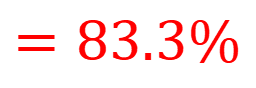 = 83.3%